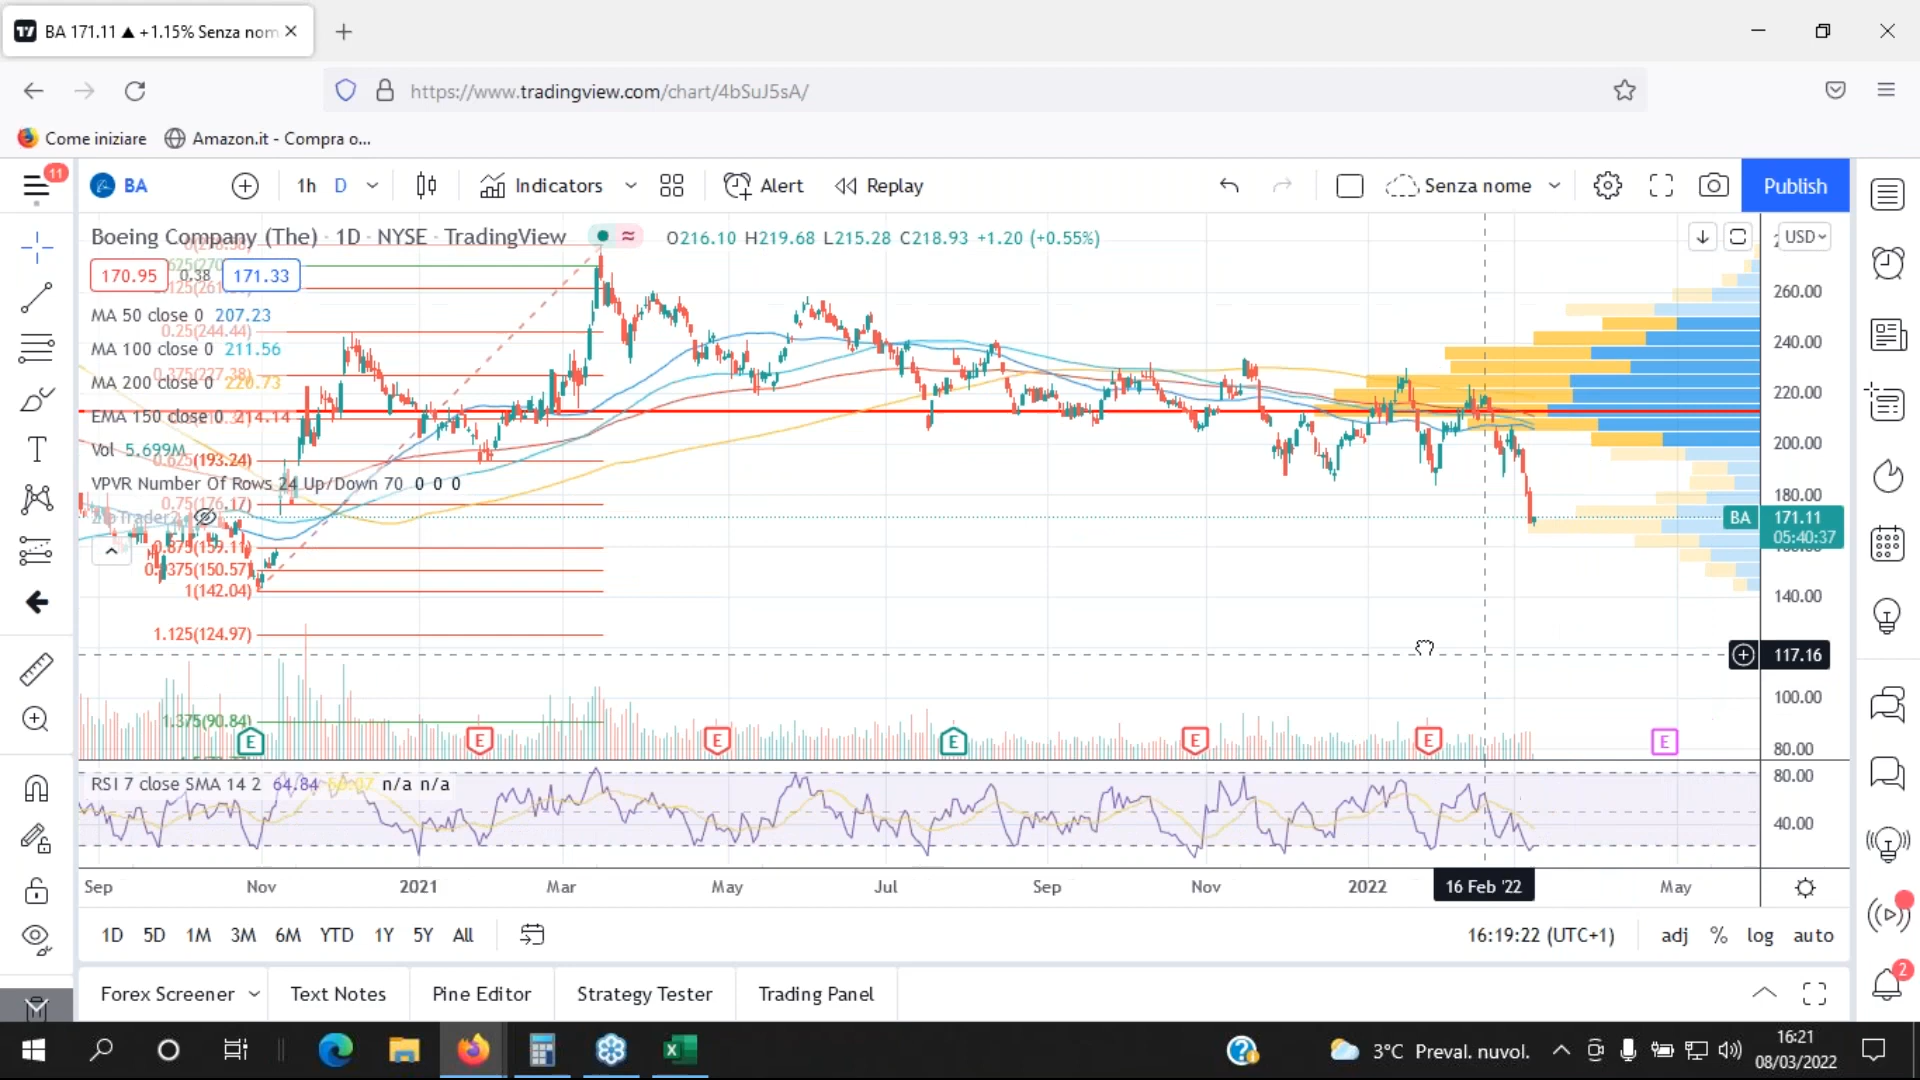 BA 171.11 ▲ +1.15% Senza nom
https://www.tradingview.com/chart/4bSuJ5sA/
Come iniziare Amazon.it - Compra o...
11
BA 1h D Indicators Alert Replay Senza nome Publish
Boeing Company (The) · 1D · NYSE · TradingView O216.10 H219.68 L215.28 C218.93 +1.20 (+0.55%) USD
170.95 0.38 171.33
MA 50 close 0 207.23
0.25(244.44)
MA 100 close 0 211.56
0.375(227.38)
MA 200 close 0 220.73
EMA 150 close 0 214.14
Vol 5.699M
0.625(193.24)
VPVR Number Of Rows 24 Up/Down 70 0 0 0
0.75(176.17)
0.875(159.11)
0.9375(150.57)
1(142.04)
1.125(124.97)
1.375(90.84)
260.00
240.00
220.00
200.00
180.00
BA 171.11
05:40:37
140.00
117.16
100.00
80.00
E E E E E E E
RSI 7 close SMA 14 2 64.84 n/a n/a
80.00
40.00
Sep Nov 2021 Mar May Jul Sep Nov 2022 16 Feb '22 May
1D 5D 1M 3M 6M YTD 1Y 5Y All 16:19:22 (UTC+1) adj % log auto
2
Forex Screener Text Notes Pine Editor Strategy Tester Trading Panel
3°C Preval. nuvol. 16:21
08/03/2022